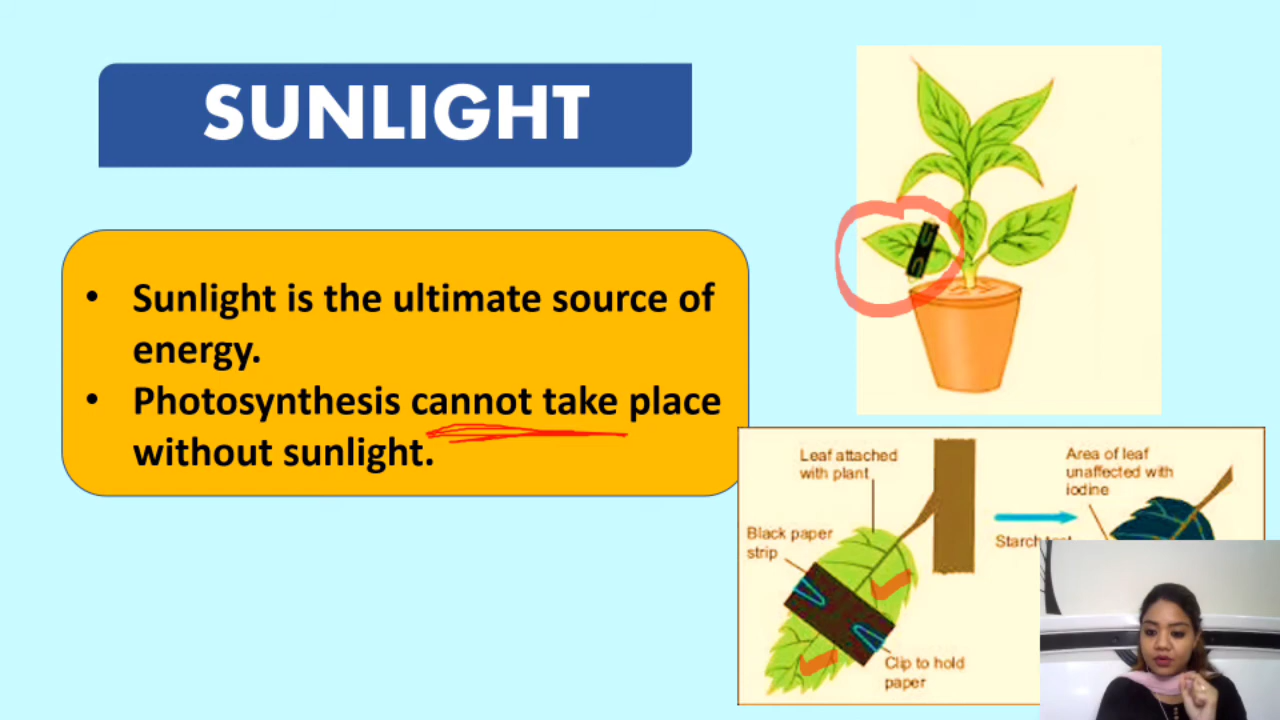 SUNLIGHT
• Sunlight is the ultimate source of
energy.
• Photosynthesis cannot take place
without sunlight.
Leaf attached
with plant
Black paper
strip
Clip to hold
paper
Starch
Area of leaf
unaffected with
iodine